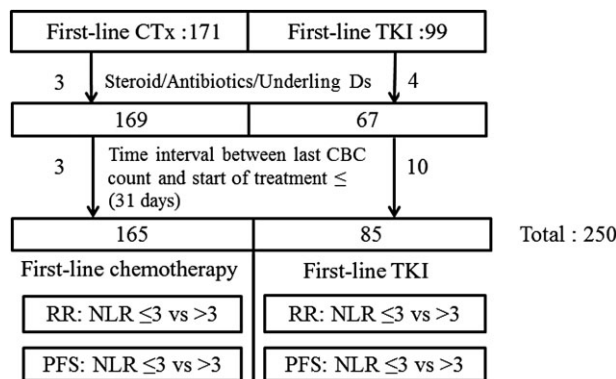 First-line CTx :171 First-line TKI :99
3 Steroid/Antibiotics/Underling Ds 4
169 67
Time interval between last CBC
3 count and start of treatment ≤ 10
(31 days)
165 85 Total : 250
First-line chemotherapy First-line TKI
RR: NLR ≤3 vs >3 RR: NLR ≤3 vs >3
PFS: NLR ≤3 vs >3 PFS: NLR ≤3 vs >3